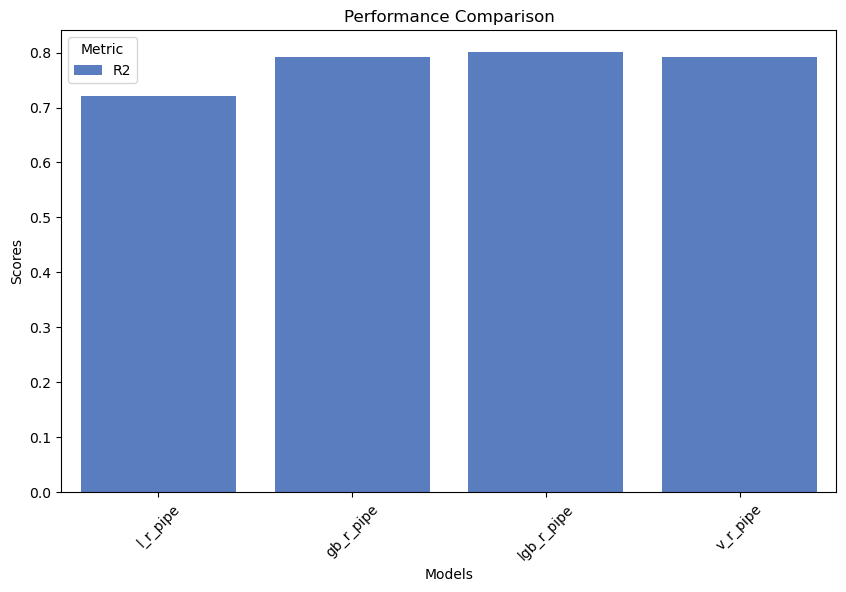 Performance Comparison
Metric
R2
Scores
0.8
0.7
0.6
0.5
0.4
0.3
0.2
0.1
0.0
l_r_pipe
gb_r_pipe
lgb_r_pipe
v_r_pipe
Models